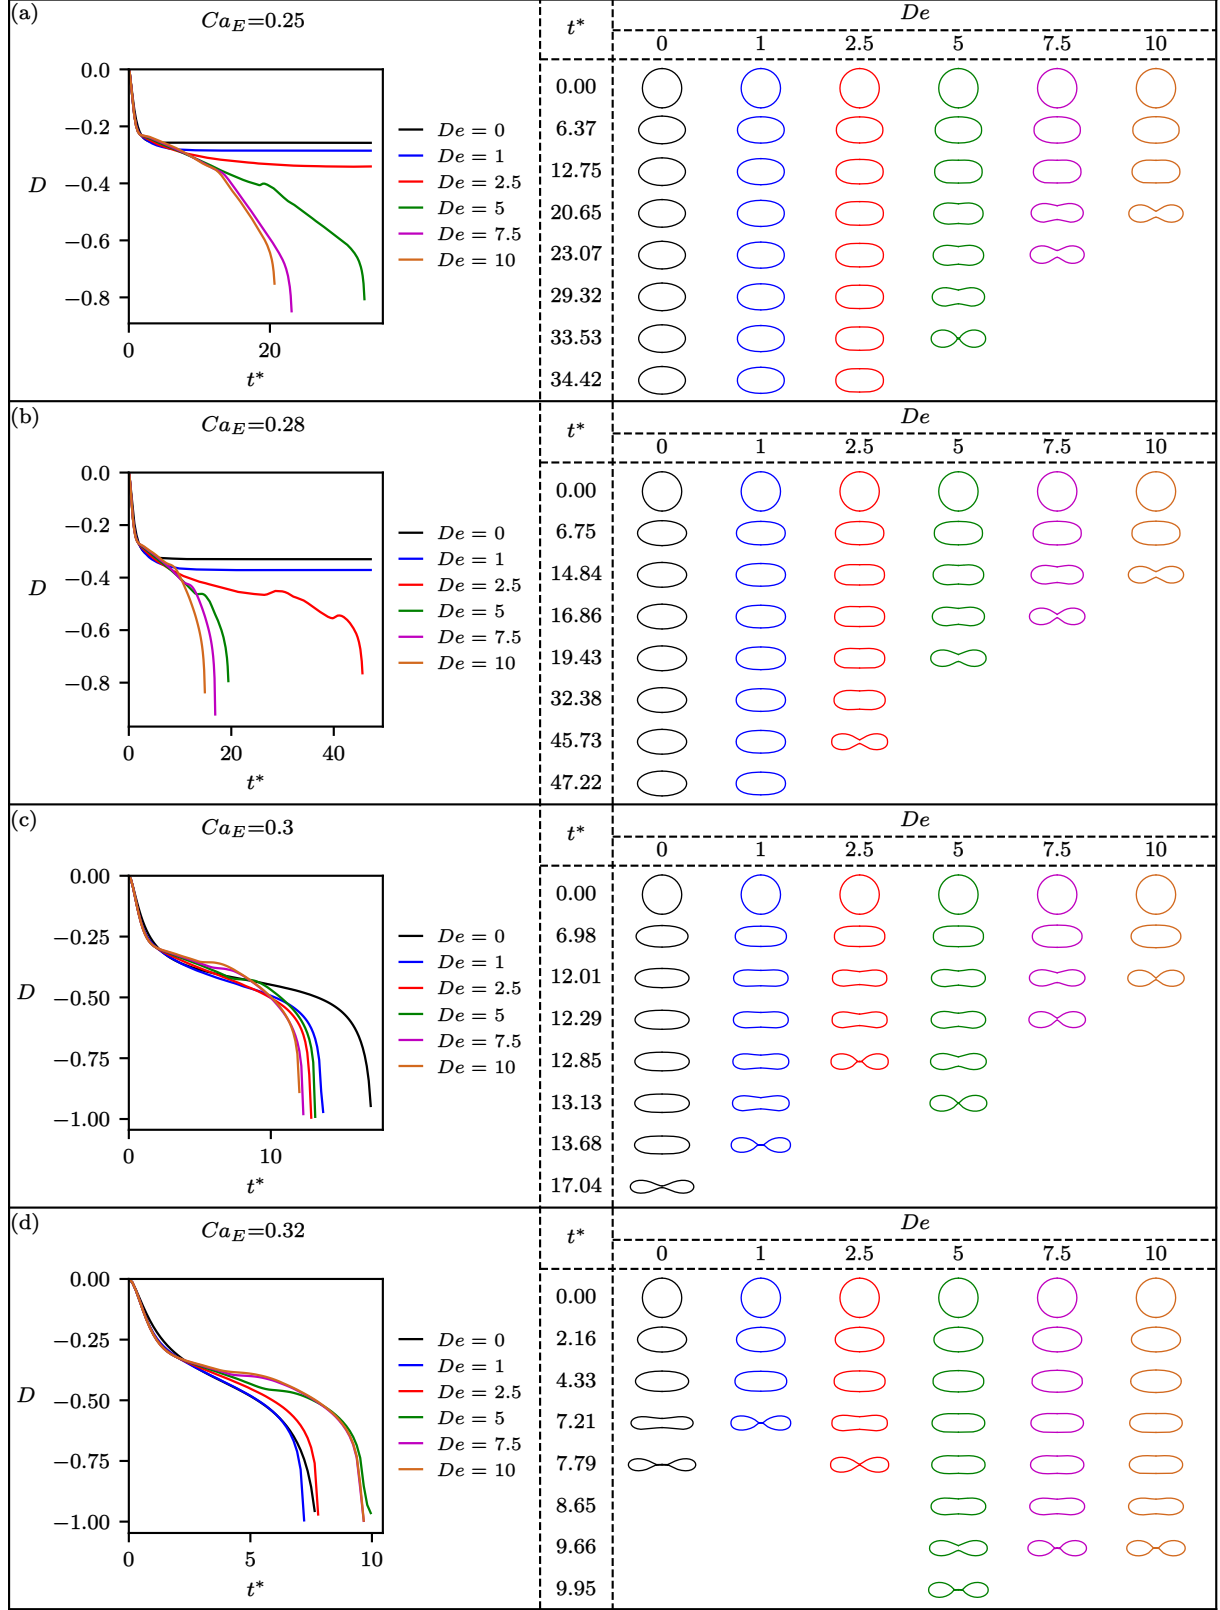 (a)
Ca_E=0.25
0.0
−0.2
−0.4
−0.6
−0.8
D
0 20
t*
De = 0
De = 1
De = 2.5
De = 5
De = 7.5
De = 10
t* De
0 1 2.5 5 7.5 10
0.00
6.37
12.75
20.65
23.07
29.32
33.53
34.42
(b)
Ca_E=0.28
0.0
−0.2
−0.4
−0.6
−0.8
D
0 20 40
t*
De = 0
De = 1
De = 2.5
De = 5
De = 7.5
De = 10
t* De
0 1 2.5 5 7.5 10
0.00
6.75
14.84
16.86
19.43
32.38
45.73
47.22
(c)
Ca_E=0.3
0.00
−0.25
−0.50
−0.75
−1.00
D
0 10
t*
De = 0
De = 1
De = 2.5
De = 5
De = 7.5
De = 10
t* De
0 1 2.5 5 7.5 10
0.00
6.98
12.01
12.29
12.85
13.13
13.68
17.04
(d)
Ca_E=0.32
0.00
−0.25
−0.50
−0.75
−1.00
D
0 5 10
t*
De = 0
De = 1
De = 2.5
De = 5
De = 7.5
De = 10
t* De
0 1 2.5 5 7.5 10
0.00
2.16
4.33
7.21
7.79
8.65
9.66
9.95